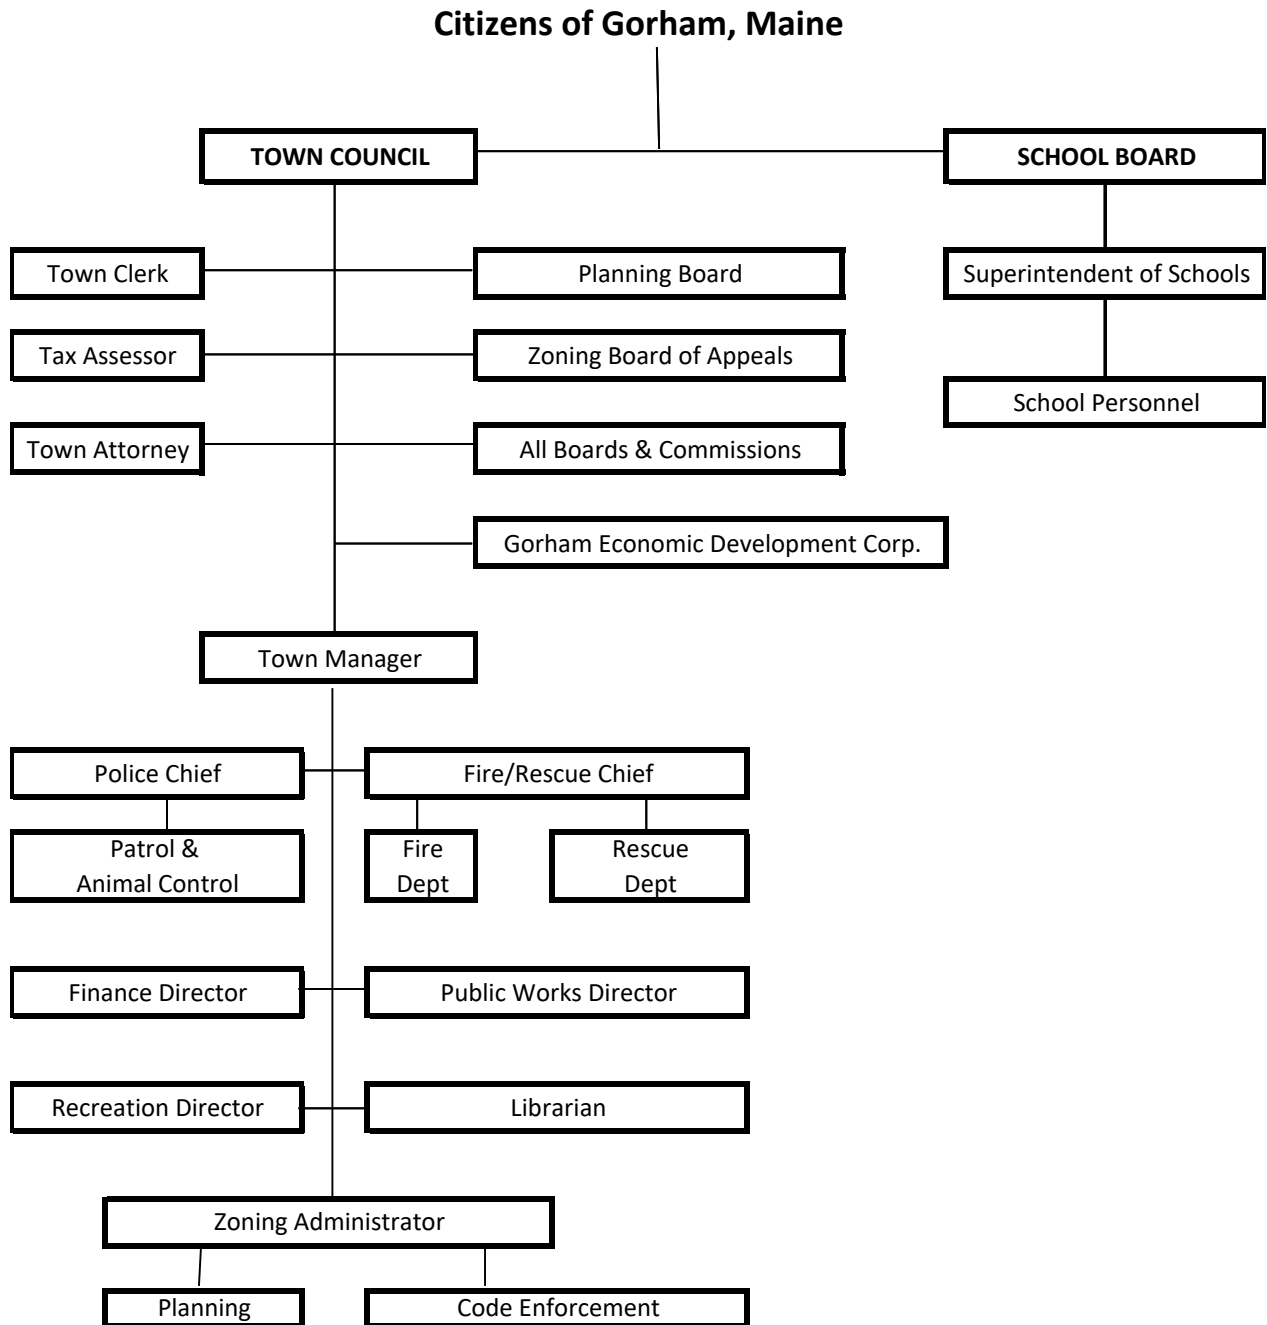 Citizens of Gorham, Maine
TOWN COUNCIL
SCHOOL BOARD
Town Clerk
Planning Board
Superintendent of Schools
Tax Assessor
Zoning Board of Appeals
School Personnel
Town Attorney
All Boards & Commissions
Gorham Economic Development Corp.
Town Manager
Police Chief
Fire/Rescue Chief
Patrol &
Animal Control
Fire
Dept
Rescue
Dept
Finance Director
Public Works Director
Recreation Director
Librarian
Zoning Administrator
Planning
Code Enforcement